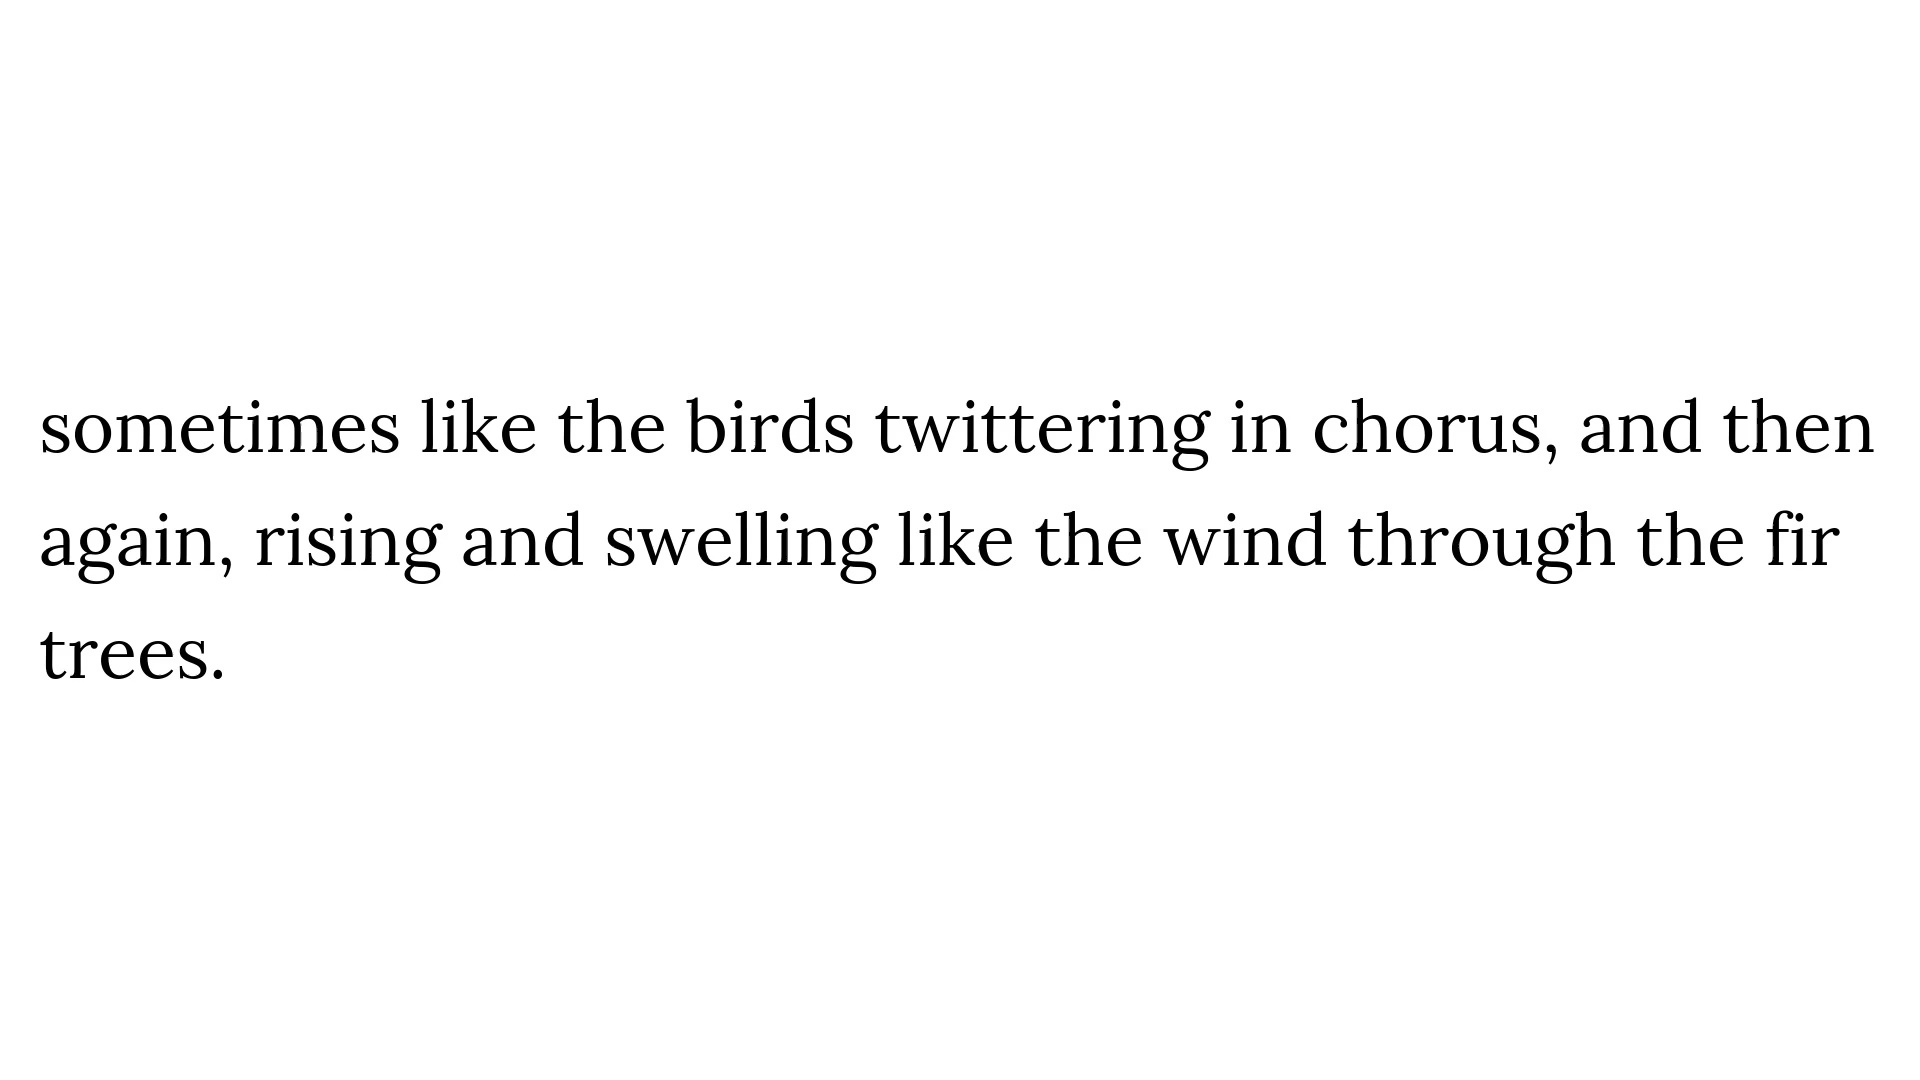 sometimes like the birds twittering in chorus, and then
again, rising and swelling like the wind through the fir
trees.